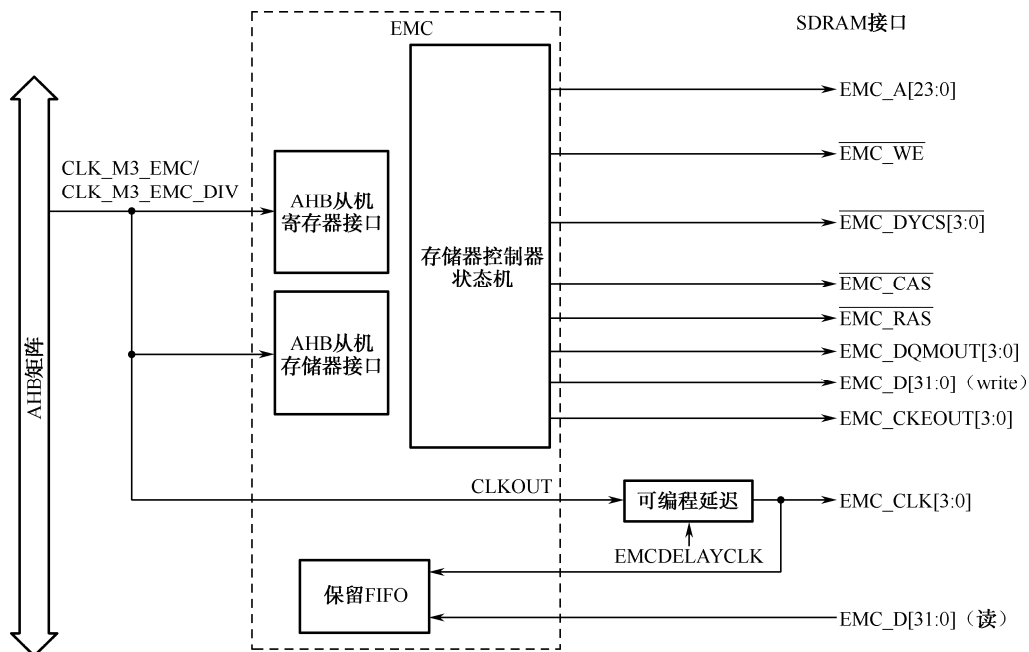 EMC
SDRAM接口
EMC_A[23:0]
CLK_M3_EMC/
CLK_M3_EMC_DIV
EMC_WE
AHB从机
寄存器接口
EMC_DYCS[3:0]
存储器控制器
状态机
EMC_CAS
EMC_RAS
AHB从机
存储器接口
EMC_DQMOUT[3:0]
AHB矩阵
EMC_D[31:0]（write）
EMC_CKEOUT[3:0]
CLKOUT
可编程延迟
EMC_CLK[3:0]
EMCDELAYCLK
保留FIFO
EMC_D[31:0]（读）